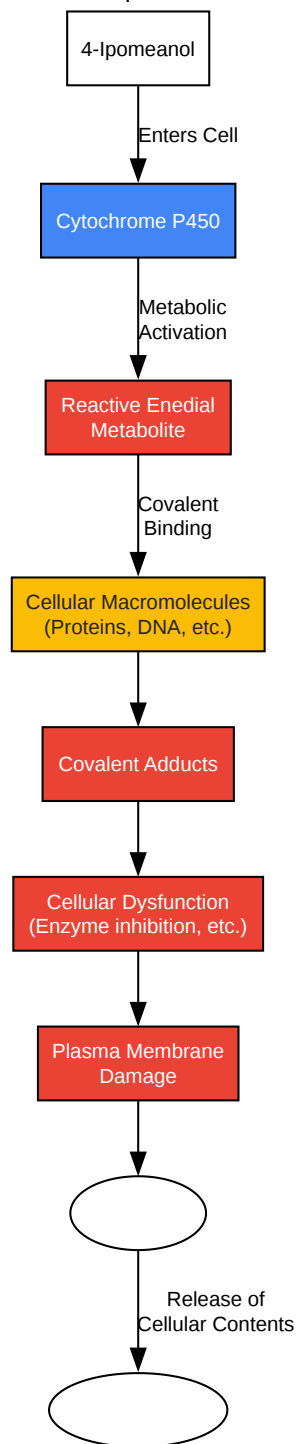 4-Ipomeanol
Enters Cell
Cytochrome P450
Metabolic
Activation
Reactive Enedial
Metabolite
Covalent
Binding
Cellular Macromolecules
(Proteins, DNA, etc.)
Covalent Adducts
Cellular Dysfunction
(Enzyme inhibition, etc.)
Plasma Membrane
Damage
Release of
Cellular Contents